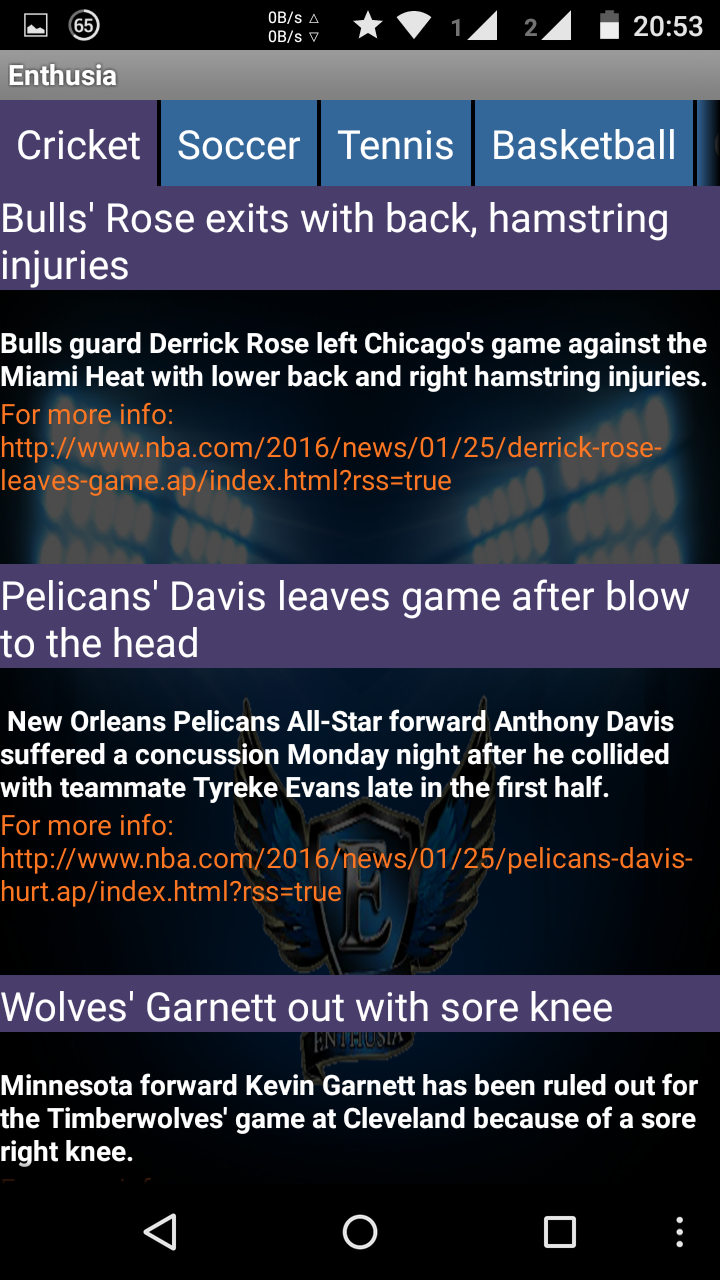 65
0B/s △
0B/s ▽
1
2
20:53
Enthusia
Cricket
Soccer
Tennis
Basketball
Bulls' Rose exits with back, hamstring
injuries
Bulls guard Derrick Rose left Chicago's game against the
Miami Heat with lower back and right hamstring injuries.
For more info:
http://www.nba.com/2016/news/01/25/derrick-rose-
leaves-game.ap/index.html?rss=true
Pelicans' Davis leaves game after blow
to the head
New Orleans Pelicans All-Star forward Anthony Davis
suffered a concussion Monday night after he collided
with teammate Tyreke Evans late in the first half.
For more info:
http://www.nba.com/2016/news/01/25/pelicans-davis-
hurt.ap/index.html?rss=true
E
Wolves' Garnett out with sore knee
ENTHUSIA
Minnesota forward Kevin Garnett has been ruled out for
the Timberwolves' game at Cleveland because of a sore
right knee.